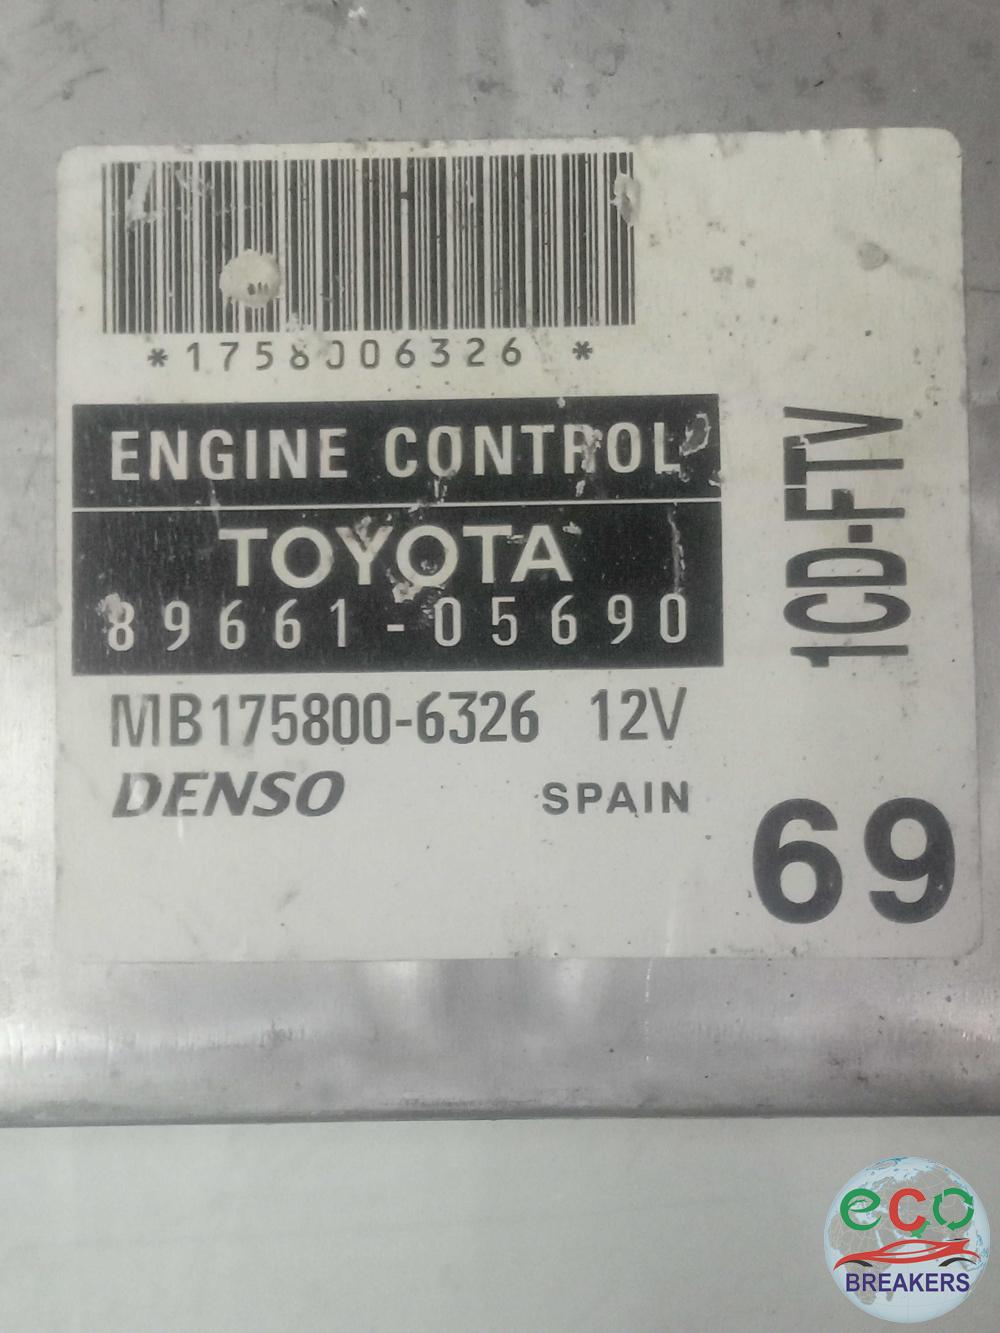 *1758006326 *
ENGINE CONTROL
TOYOTA
89661-05690
MB175800-6326 12V
DENSO SPAIN
1CD-FTV
69
eco
BREAKERS